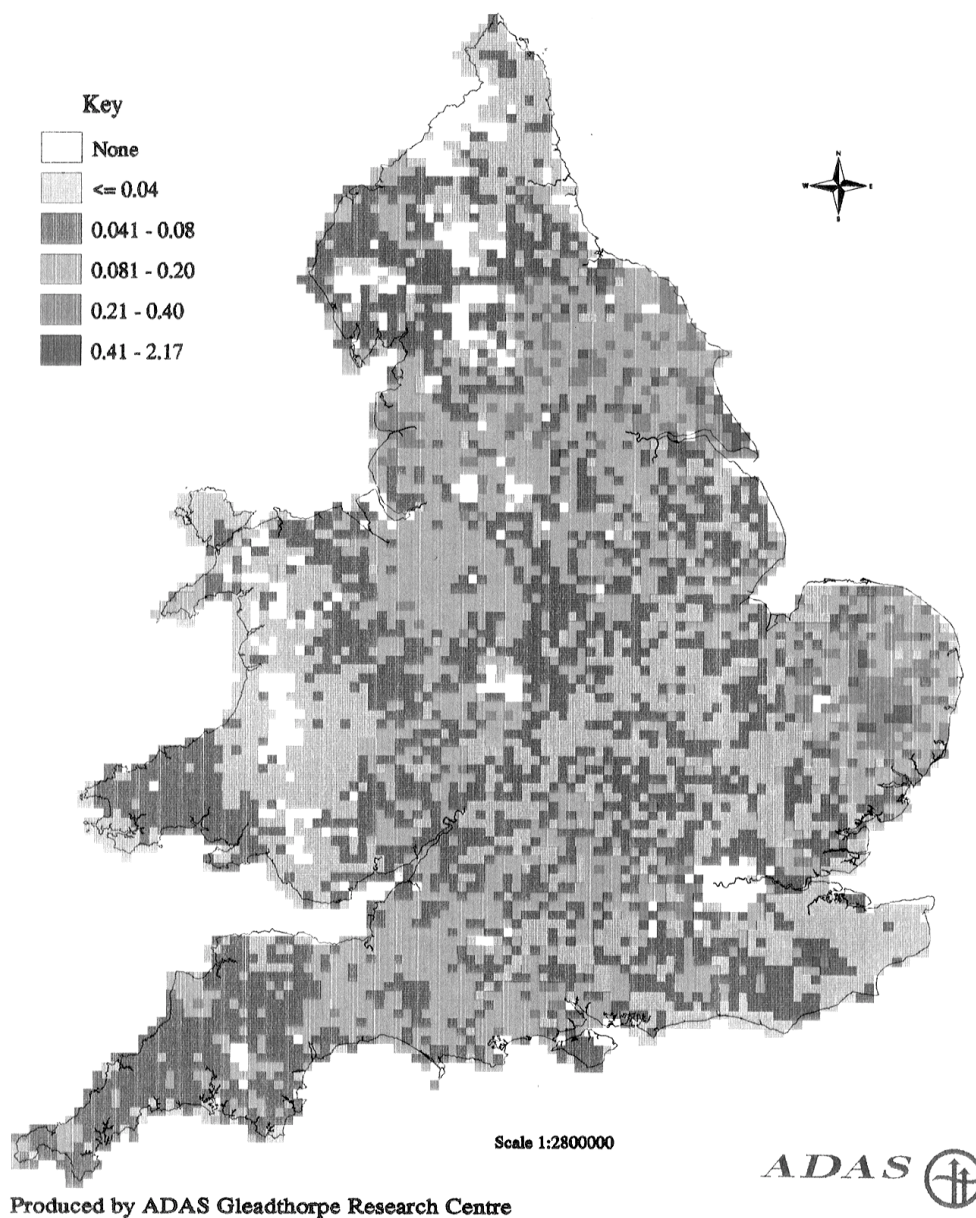 Key
None
<= 0.04
0.041 - 0.08
0.081 - 0.20
0.21 - 0.40
0.41 - 2.17
N
W E
S
Scale 1:2800000
ADAS
Produced by ADAS Gleadthorpe Research Centre